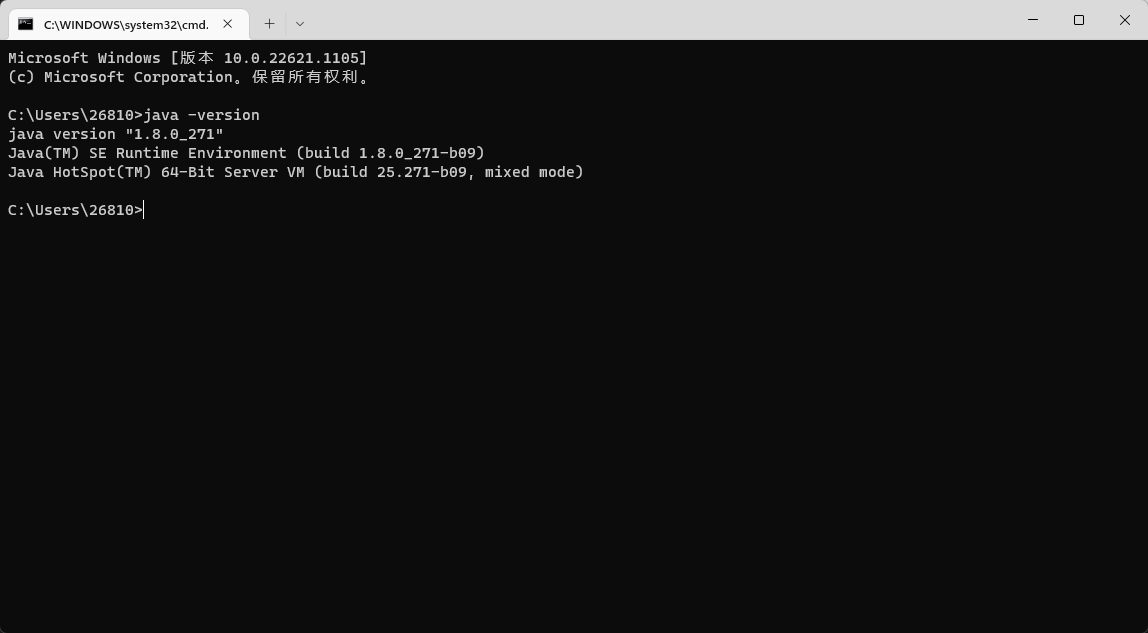 C:\WINDOWS\system32\cmd.
Microsoft Windows [版本 10.0.22621.1105]
(c) Microsoft Corporation。保留所有权利。
C:\Users\26810>java -version
java version "1.8.0_271"
Java(TM) SE Runtime Environment (build 1.8.0_271-b09)
Java HotSpot(TM) 64-Bit Server VM (build 25.271-b09, mixed mode)
C:\Users\26810>